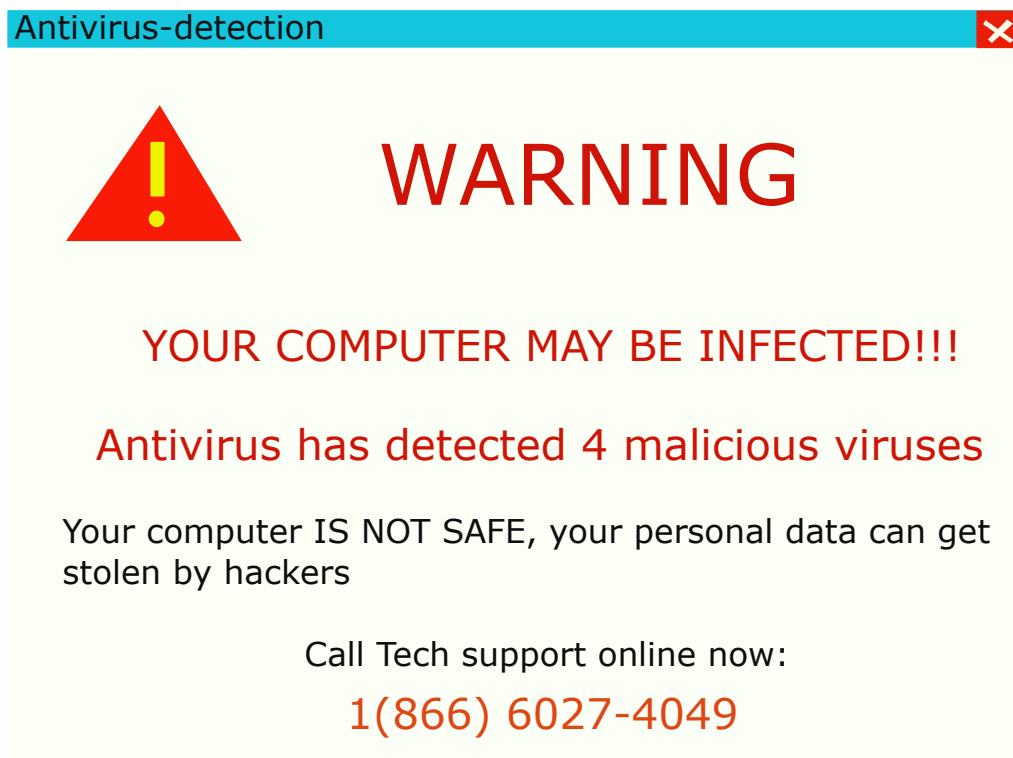 Antivirus-detection
WARNING
YOUR COMPUTER MAY BE INFECTED!!!
Antivirus has detected 4 malicious viruses
Your computer IS NOT SAFE, your personal data can get
stolen by hackers
Call Tech support online now:
1(866) 6027-4049